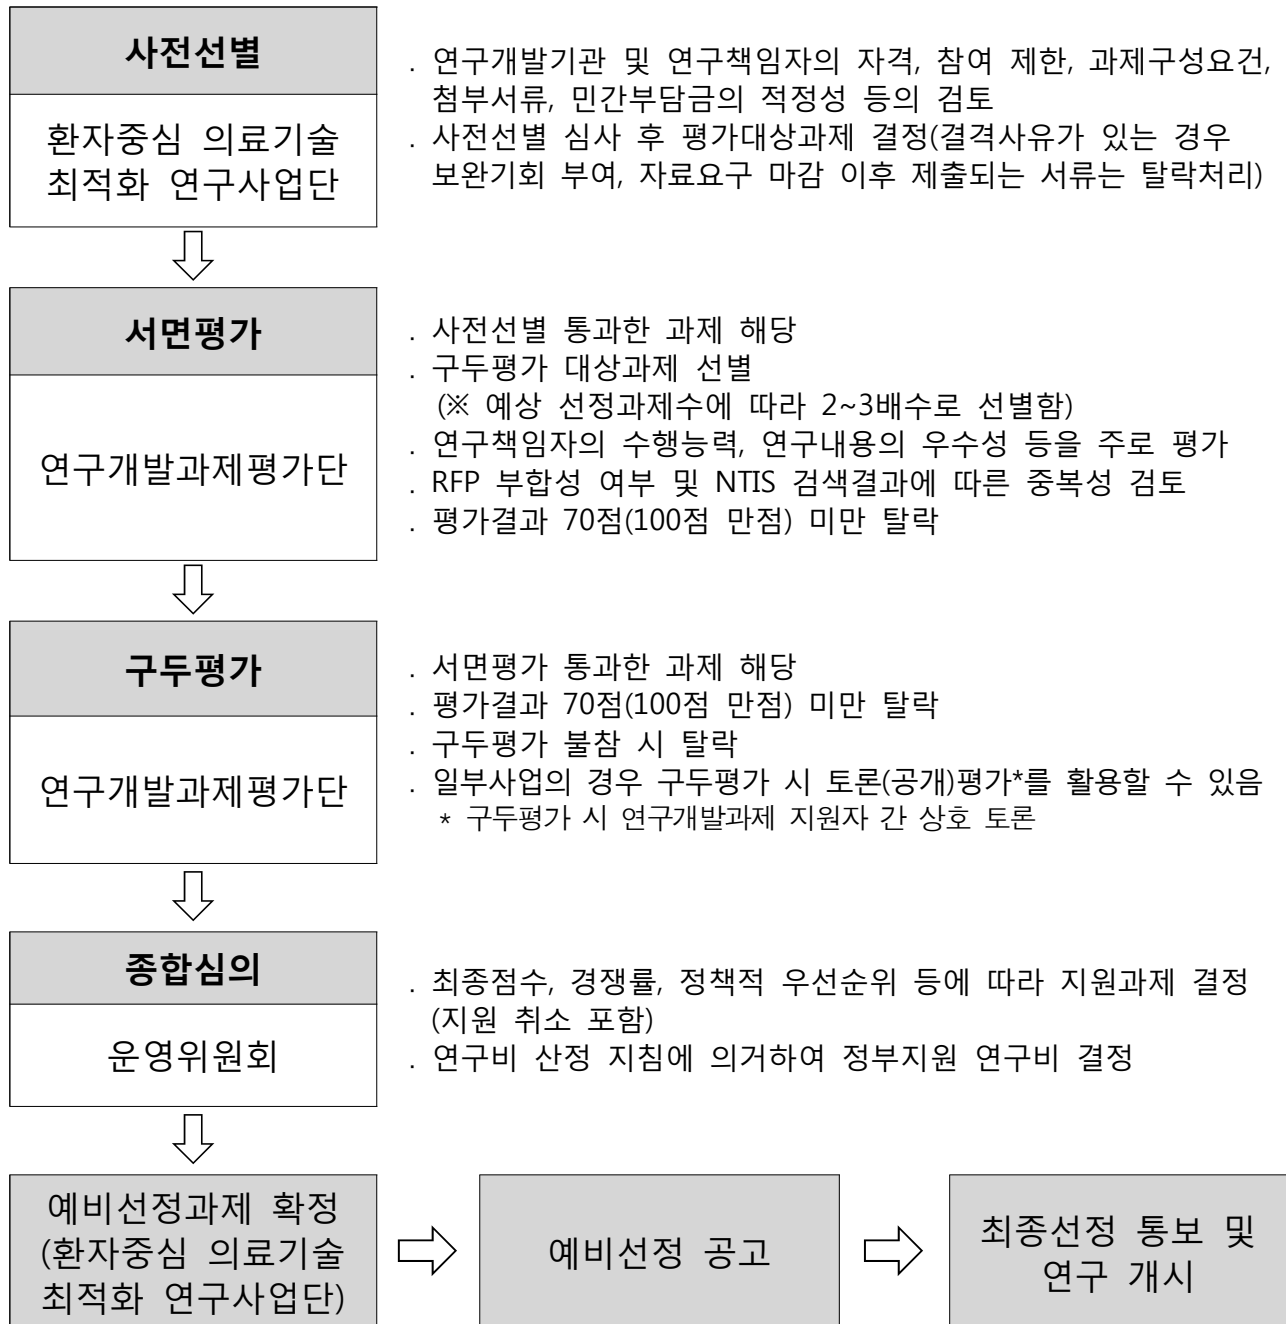 사전선별
환자중심 의료기술
최적화 연구사업단
. 연구개발기관 및 연구책임자의 자격, 참여 제한, 과제구성요건,
첨부서류, 민간부담금의 적정성 등의 검토
. 사전선별 심사 후 평가대상과제 결정(결격사유가 있는 경우
보완기회 부여, 자료요구 마감 이후 제출되는 서류는 탈락처리)
서면평가
연구개발과제평가단
. 사전선별 통과한 과제 해당
. 구두평가 대상과제 선별
(※ 예상 선정과제수에 따라 2~3배수로 선별함)
. 연구책임자의 수행능력, 연구내용의 우수성 등을 주로 평가
. RFP 부합성 여부 및 NTIS 검색결과에 따른 중복성 검토
. 평가결과 70점(100점 만점) 미만 탈락
구두평가
연구개발과제평가단
. 서면평가 통과한 과제 해당
. 평가결과 70점(100점 만점) 미만 탈락
. 구두평가 불참 시 탈락
. 일부사업의 경우 구두평가 시 토론(공개)평가*를 활용할 수 있음
* 구두평가 시 연구개발과제 지원자 간 상호 토론
종합심의
운영위원회
. 최종점수, 경쟁률, 정책적 우선순위 등에 따라 지원과제 결정
(지원 취소 포함)
. 연구비 산정 지침에 의거하여 정부지원 연구비 결정
예비선정과제 확정
(환자중심 의료기술
최적화 연구사업단)
예비선정 공고
최종선정 통보 및
연구 개시